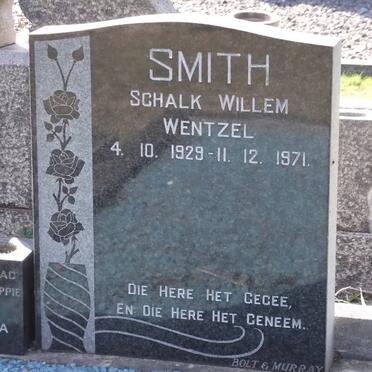 SMITH
SCHALK WILLEM
WENTZEL
4. 10. 1929 - 11. 12. 1971.
DIE HERE HET GEGEE,
EN DIE HERE HET GENEEM.
BOLT & MURRAY